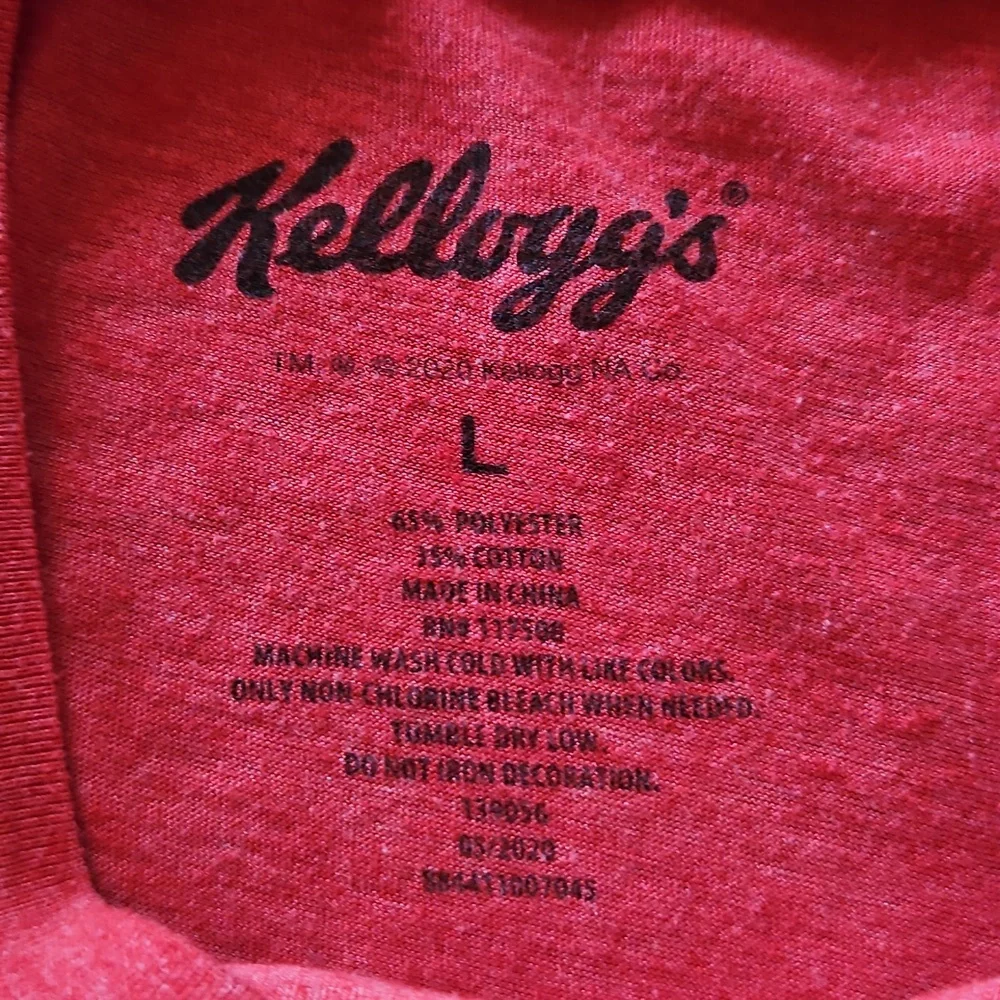 Kellogg's®
TM, ®, © 2020 Kellogg NA Co.
L
65% POLYESTER
35% COTTON
MADE IN CHINA
RN# 117508
MACHINE WASH COLD WITH LIKE COLORS.
ONLY NON-CHLORINE BLEACH WHEN NEEDED.
TUMBLE DRY LOW.
DO NOT IRON DECORATION.
139056
05/2020